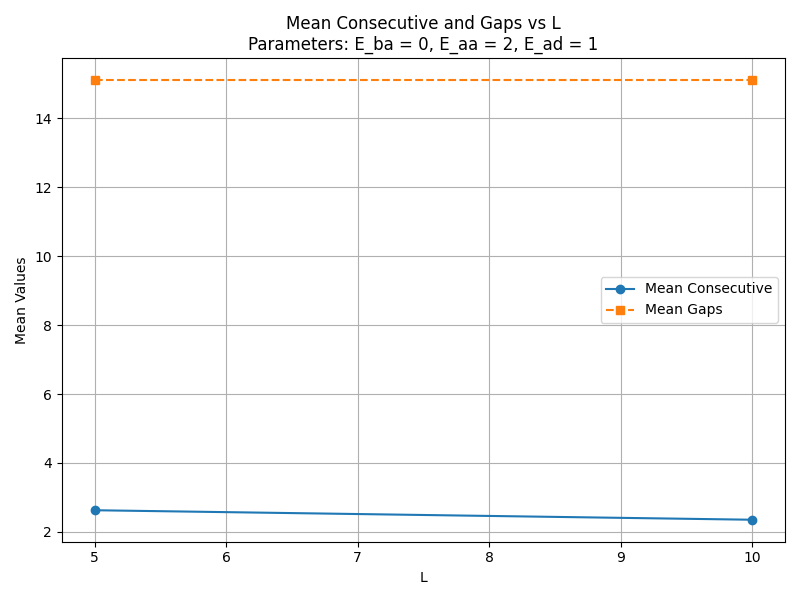 Mean Consecutive and Gaps vs L
Parameters: E_ba = 0, E_aa = 2, E_ad = 1
Mean Values
14
12
10
8
6
4
2
Mean Consecutive
Mean Gaps
5 6 7 8 9 10
L